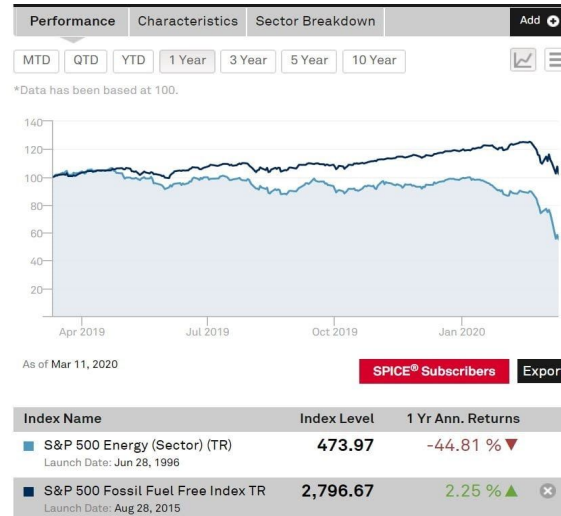 Performance Characteristics Sector Breakdown Add
MTD QTD YTD 1 Year 3 Year 5 Year 10 Year
*Data has been based at 100.
140
120
100
80
60
40
20
Apr 2019 Jul 2019 Oct 2019 Jan 2020
As of Mar 11, 2020
SPICE® Subscribers Expor
Index Name Index Level 1 Yr Ann. Returns
S&P 500 Energy (Sector) (TR) 473.97 -44.81 % ▼
Launch Date: Jun 28, 1996
S&P 500 Fossil Fuel Free Index TR 2,796.67 2.25 % ▲
Launch Date: Aug 28, 2015